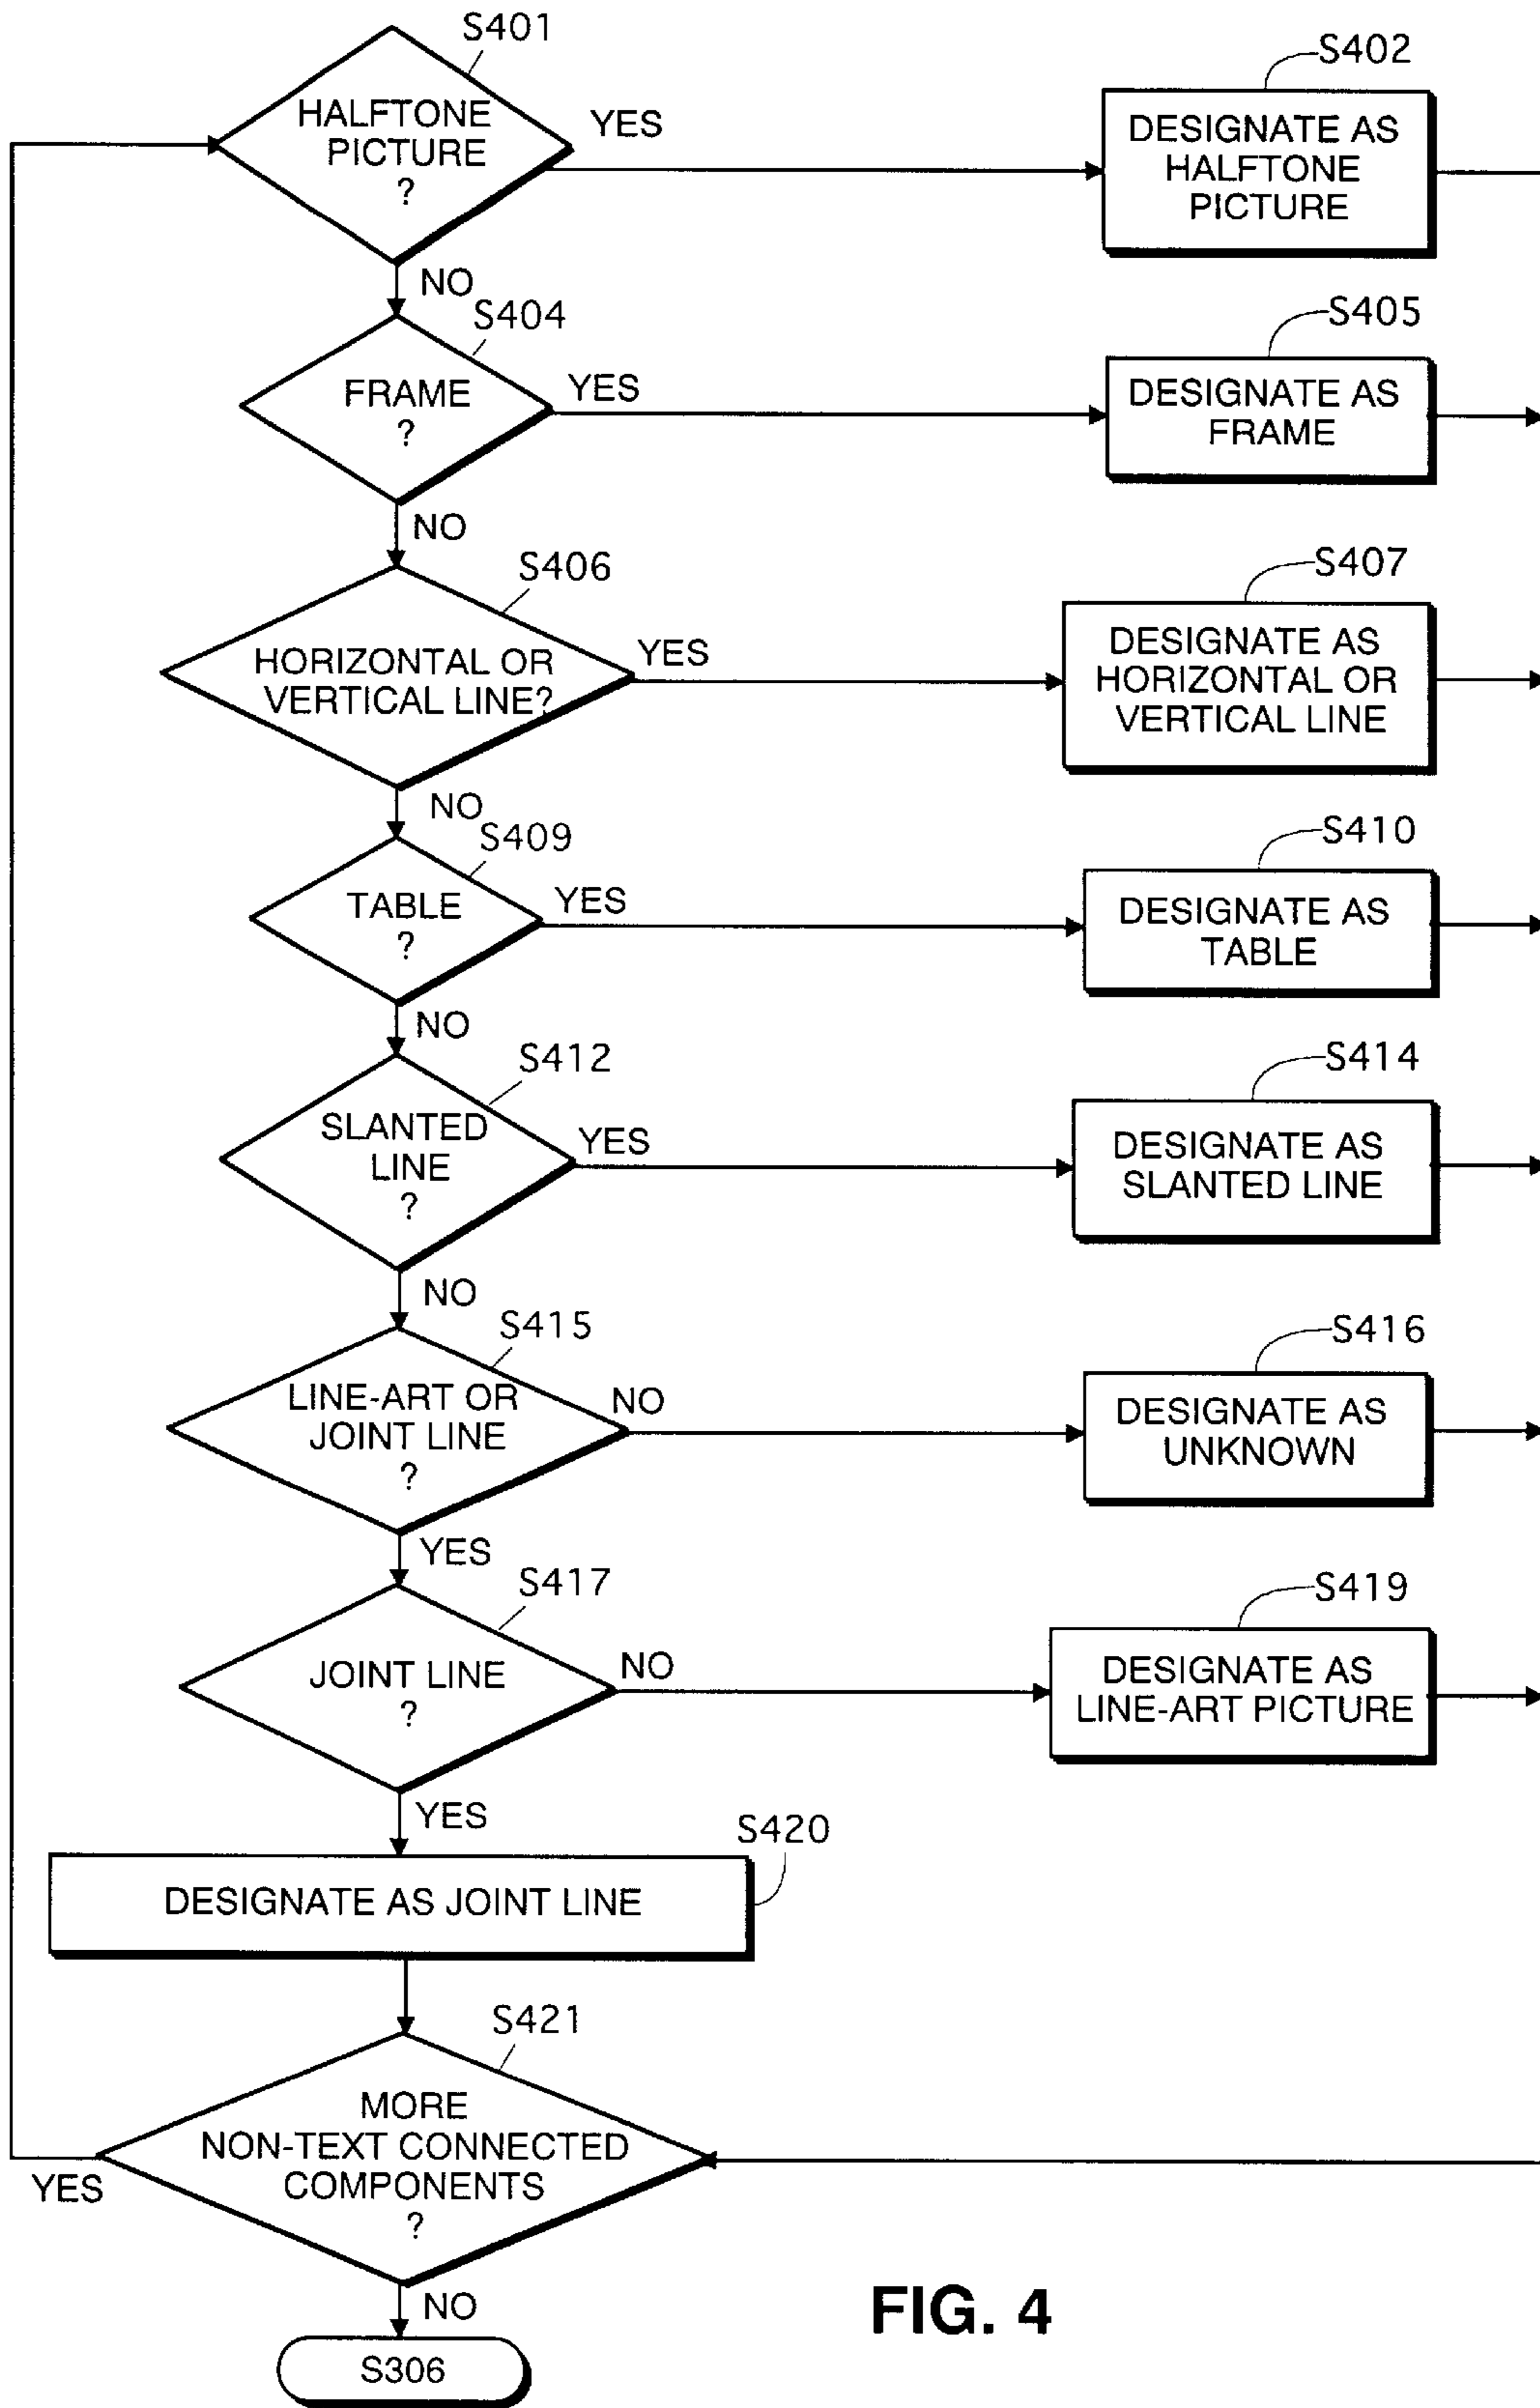 S401
HALFTONE
PICTURE
?
YES
S402
DESIGNATE AS
HALFTONE
PICTURE
NO
S404
FRAME
?
YES
S405
DESIGNATE AS
FRAME
NO
S406
HORIZONTAL OR
VERTICAL LINE?
YES
S407
DESIGNATE AS
HORIZONTAL OR
VERTICAL LINE
NO
S409
TABLE
?
YES
S410
DESIGNATE AS
TABLE
NO
S412
SLANTED
LINE
?
YES
S414
DESIGNATE AS
SLANTED LINE
NO
S415
LINE-ART OR
JOINT LINE
?
NO
S416
DESIGNATE AS
UNKNOWN
YES
S417
JOINT LINE
?
NO
S419
DESIGNATE AS
LINE-ART PICTURE
YES
S420
DESIGNATE AS JOINT LINE
S421
MORE
NON-TEXT CONNECTED
COMPONENTS
?
YES
NO
S306
FIG. 4